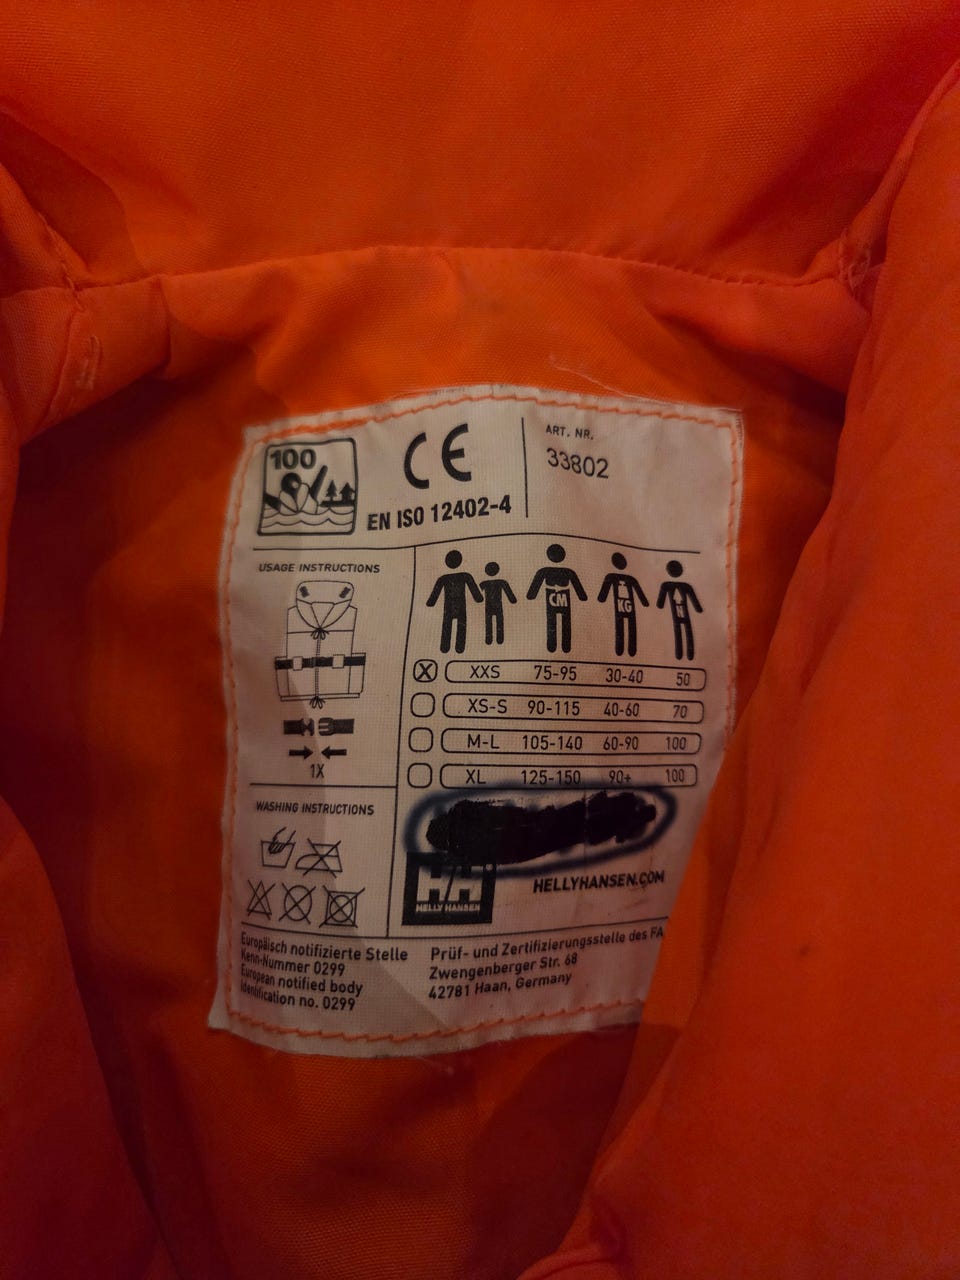 100
CE
EN ISO 12402-4
ART. NR.
33802
USAGE INSTRUCTIONS
1X
CM
KG
N
X XXS 75-95 30-40 50
XS-S 90-115 40-60 70
M-L 105-140 60-90 100
XL 125-150 90+ 100
WASHING INSTRUCTIONS
HH
HELLY HANSEN
HELLYHANSEN.COM
Europäisch notifizierte Stelle
Kenn-Nummer 0299
European notified body
Identification no. 0299
Prüf- und Zertifizierungsstelle des FA
Zwengenberger Str. 68
42781 Haan, Germany